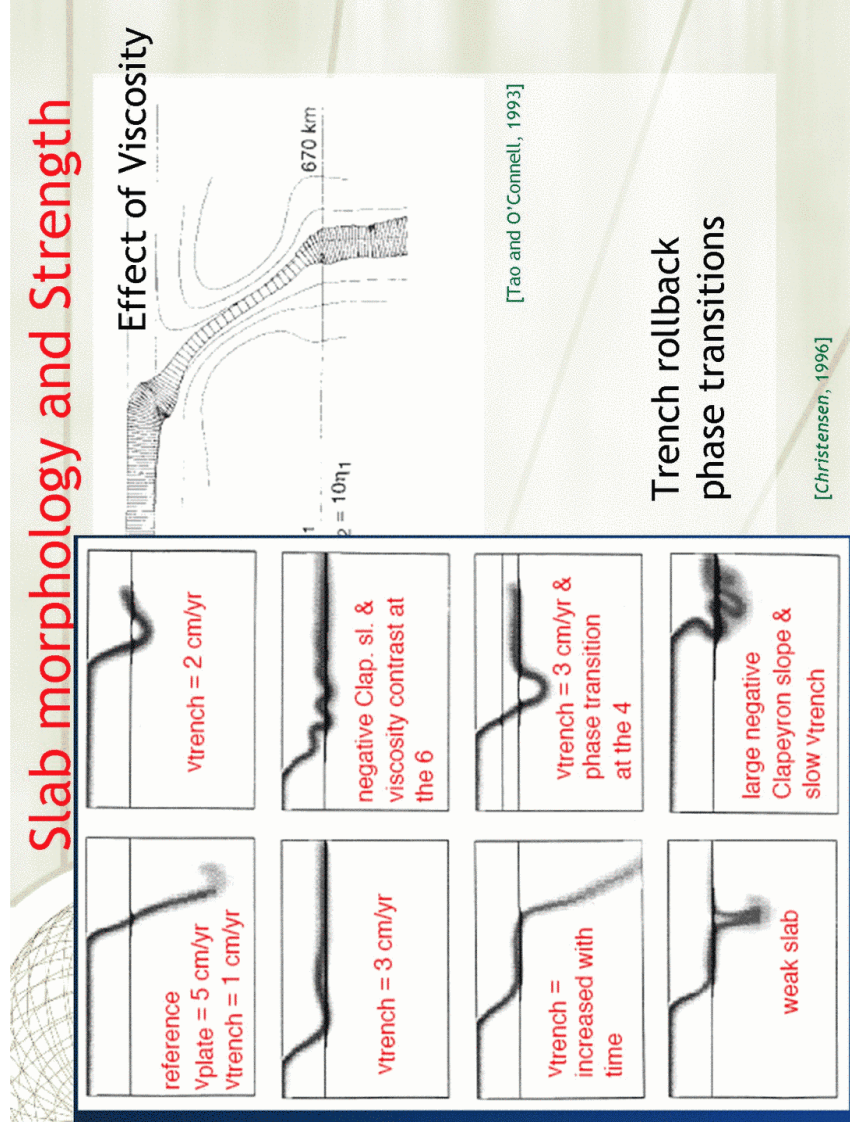 Slab morphology and Strength
reference
vplate = 5 cm/yr
vtrench = 1 cm/yr
vtrench = 2 cm/yr
vtrench = 3 cm/yr
negative Clap. sl. &
viscosity contrast at
the 6
vtrench =
increased with
time
vtrench = 3 cm/yr &
phase transition
at the 4
weak slab
large negative
Clapeyron slope &
slow vtrench
Effect of Viscosity
670 km
1
2 = 10η1
[Tao and O'Connell, 1993]
Trench rollback
phase transitions
[Christensen, 1996]